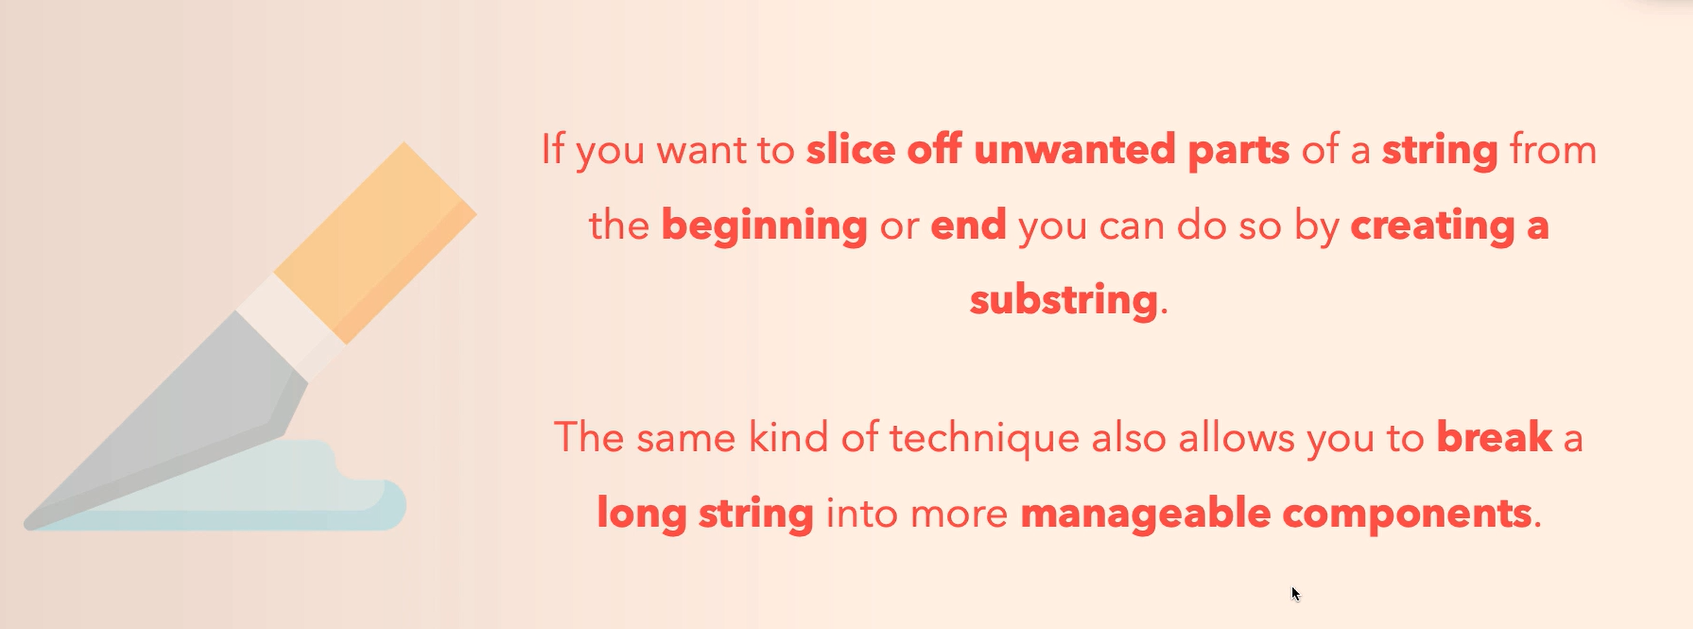 If you want to slice off unwanted parts of a string from
the beginning or end you can do so by creating a
substring.
The same kind of technique also allows you to break a
long string into more manageable components.